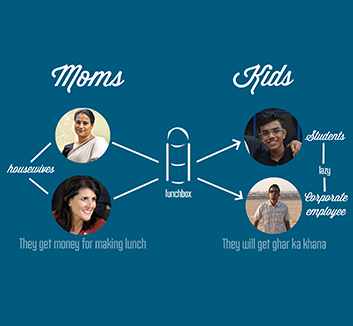 Moms
Kids
Students
housewives
lazy
lunchbox
Corporate
employee
They get money for making lunch
They will get ghar ka khana